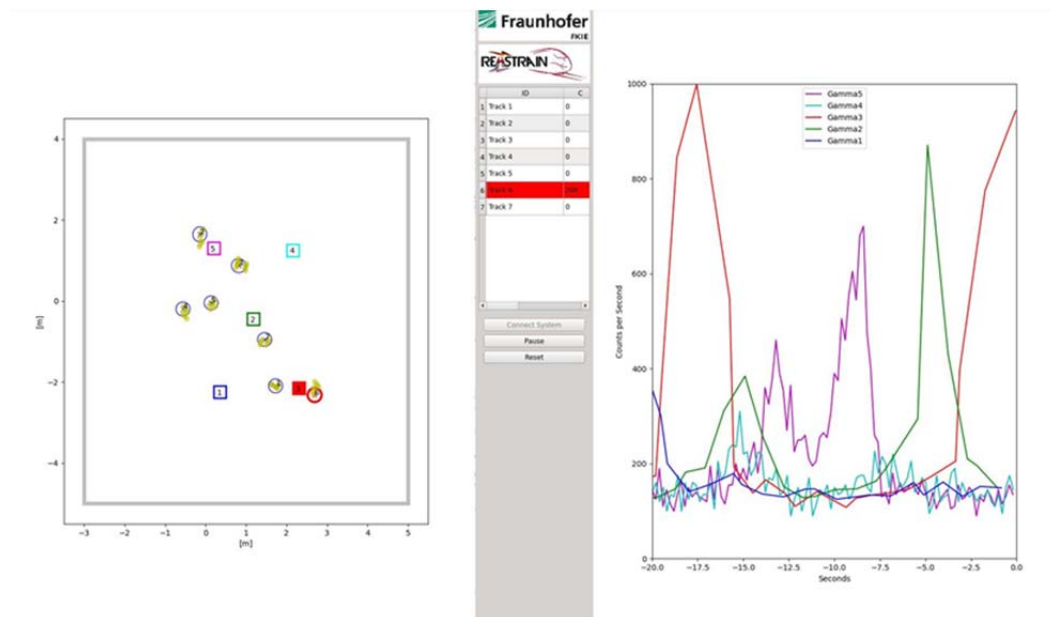 Fraunhofer
FKIE
REASTRAIN
ID C
1 Track 1 0
2 Track 2 0
3 Track 3 0
4 Track 4 0
5 Track 5 0
6 Track 6
7 Track 7 0
Connect System
Pause
Reset
4
2
0
−2
−4
[m]
−3 −2 −1 0 1 2 3 4 5
[m]
5
4
2
1
Gamma5
Gamma4
Gamma3
Gamma2
Gamma1
1000
800
600
400
200
0
Counts per Second
−20.0 −17.5 −15.0 −12.5 −10.0 −7.5 −5.0 −2.5 0.0
Seconds